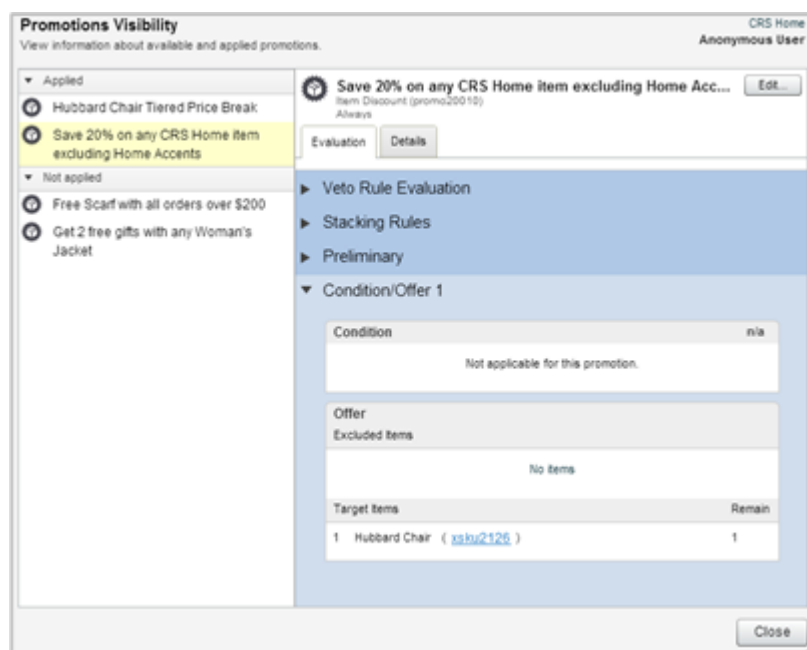 Promotions Visibility
CRS Home
View information about available and applied promotions.
Anonymous User
Applied
Hubbard Chair Tiered Price Break
Save 20% on any CRS Home item
excluding Home Accents
Not applied
Free Scarf with all orders over $200
Get 2 free gifts with any Woman's
Jacket
Save 20% on any CRS Home item excluding Home Acc...
Edit...
Item Discount (promo20010)
Always
Evaluation
Details
Veto Rule Evaluation
Stacking Rules
Preliminary
Condition/Offer 1
Condition
n/a
Not applicable for this promotion.
Offer
Excluded Items
No items
Target Items
Remain
1 Hubbard Chair ( xsku2126 )
1
Close